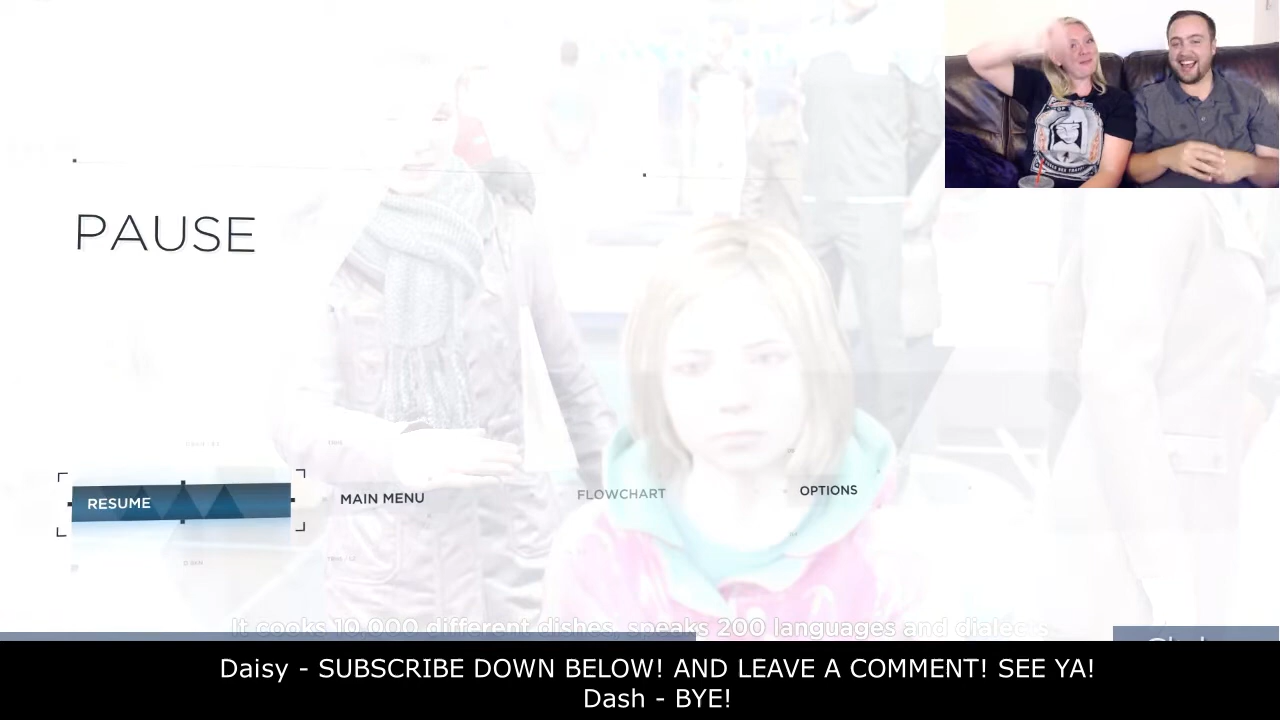 PAUSE
RESUME
MAIN MENU
FLOWCHART
OPTIONS
It cooks 10,000 different dishes, speaks 200 languages and dialects
Daisy - SUBSCRIBE DOWN BELOW! AND LEAVE A COMMENT! SEE YA!
Dash - BYE!